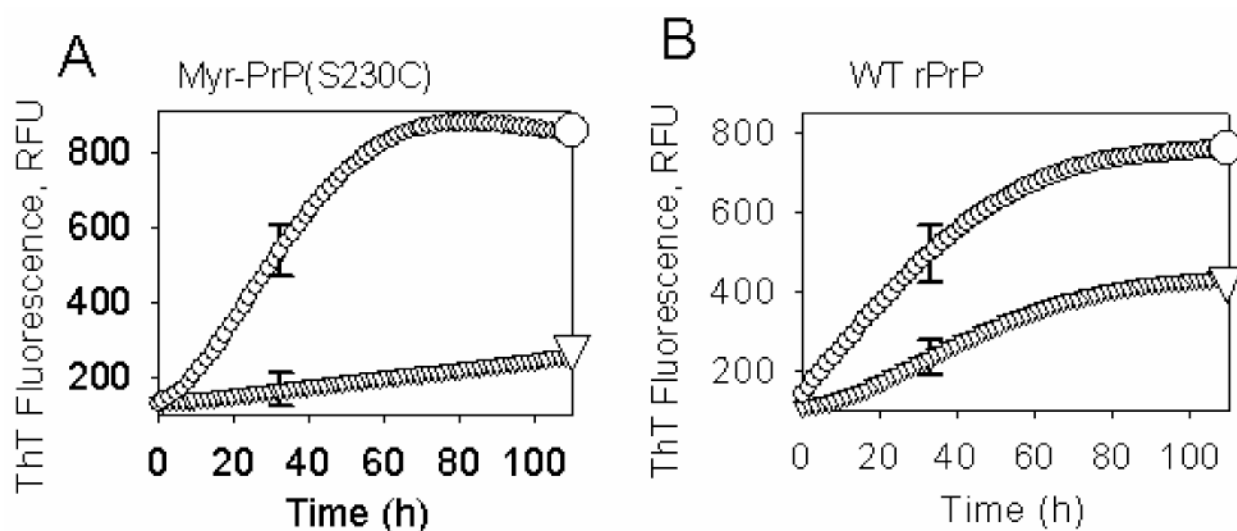 A
Myr-PrP(S230C)
ThT Fluorescence, RFU
800
600
400
200
0 20 40 60 80 100
Time (h)
B
WT rPrP
ThT Fluorescence, RFU
800
600
400
200
0 20 40 60 80 100
Time (h)